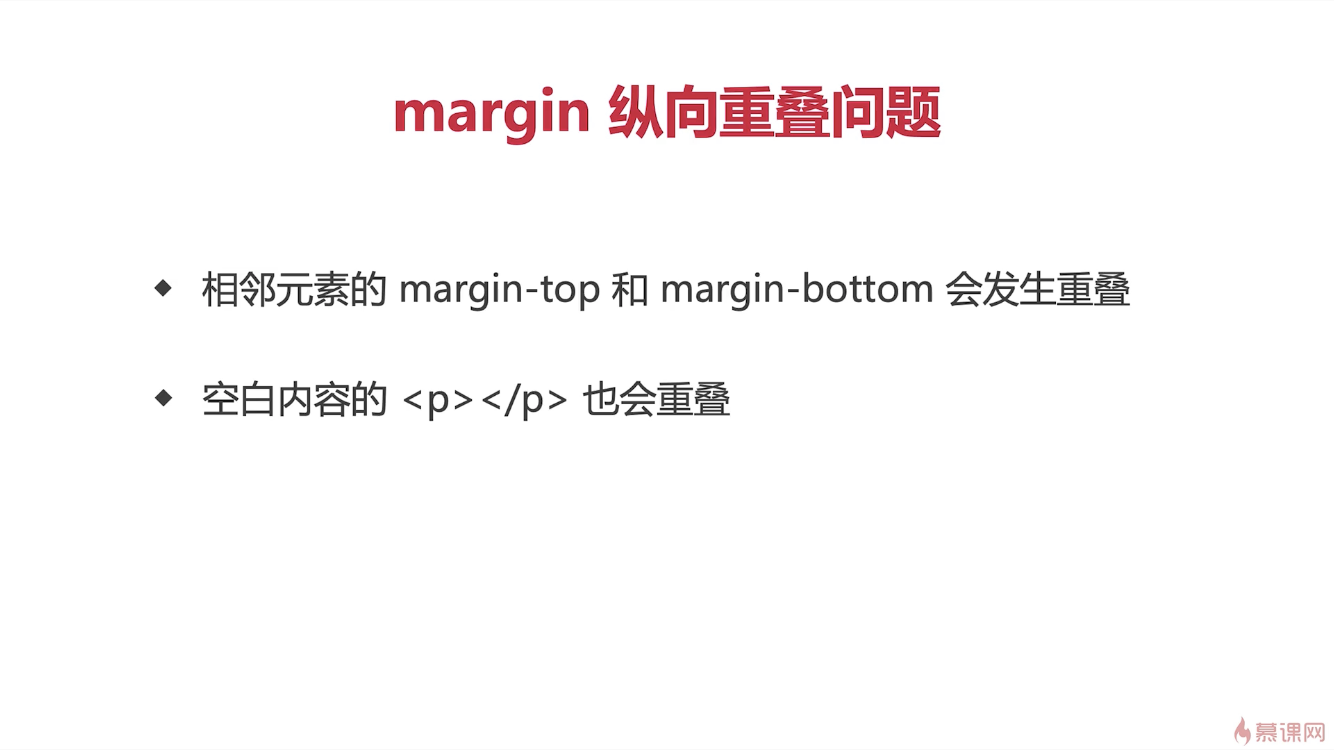 margin 纵向重叠问题
◆ 相邻元素的 margin-top 和 margin-bottom 会发生重叠
◆ 空白内容的 <p></p> 也会重叠
慕课网